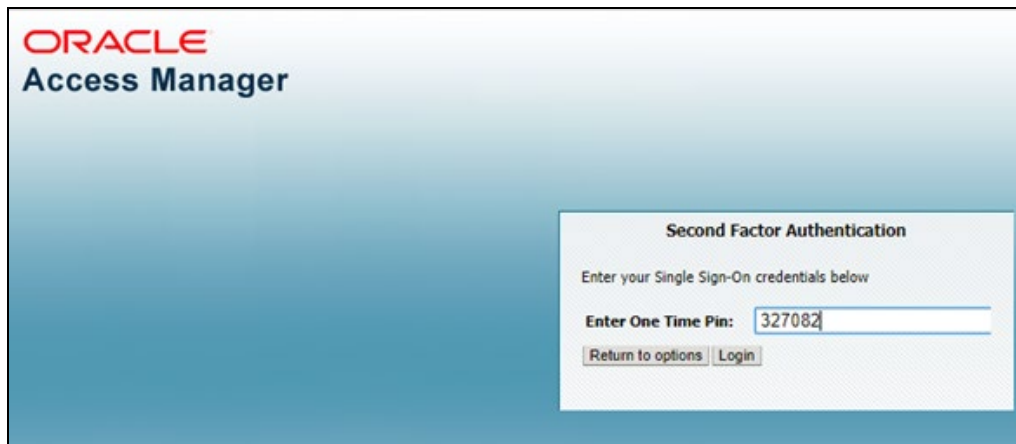 ORACLE
Access Manager
Second Factor Authentication
Enter your Single Sign-On credentials below
Enter One Time Pin: 327082
Return to options Login